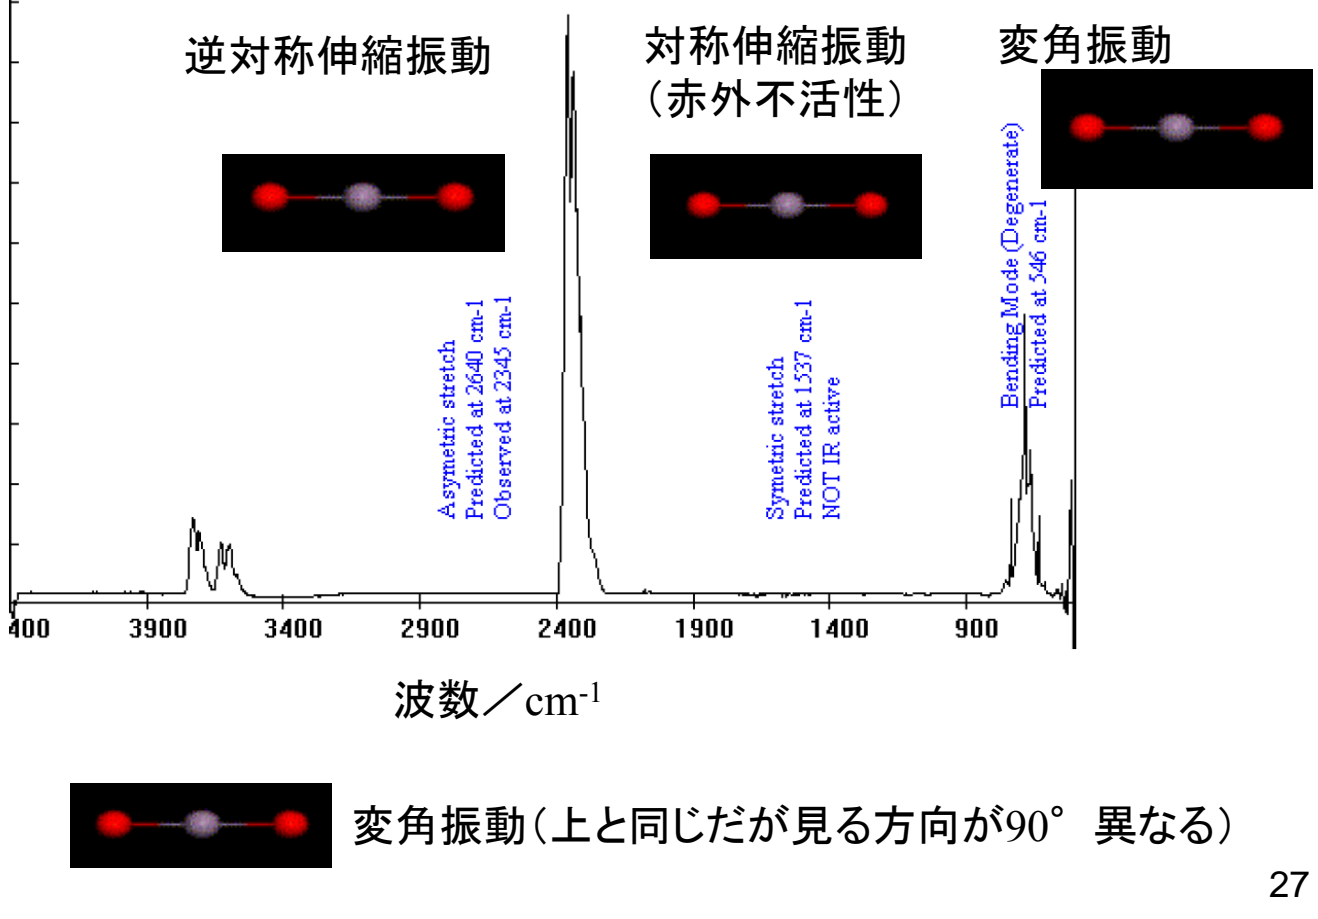 逆対称伸縮振動
対称伸縮振動
（赤外不活性）
変角振動
Asymetric stretch
Predicted at 2640 cm-1
Observed at 2345 cm-1
Symetric stretch
Predicted at 1537 cm-1
NOT IR active
Bending Mode (Degenerate)
Predicted at 546 cm-1
400 3900 3400 2900 2400 1900 1400 900
波数／cm-1
変角振動（上と同じだが見る方向が90°異なる）
27